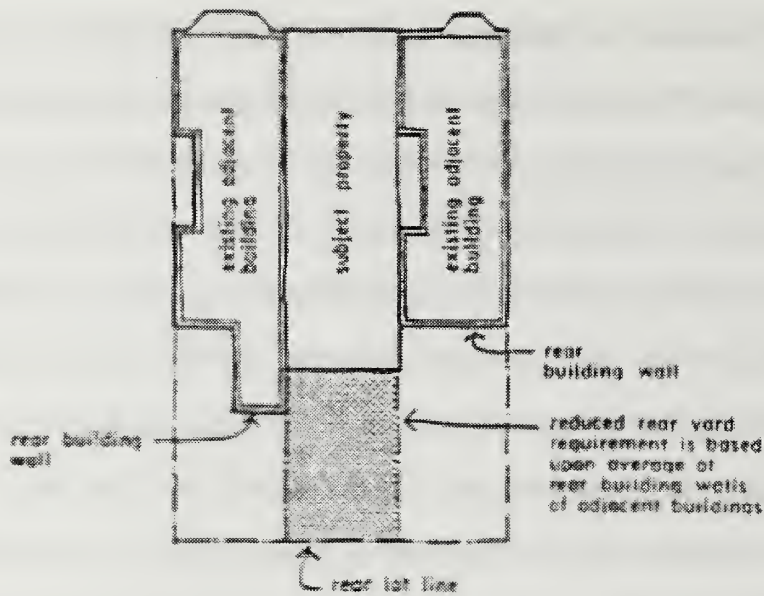 existing adjacent
building
subject property
existing adjacent
building
rear
building wall
rear building
wall
reduced rear yard
requirement is based
upon average of
rear building walls
of adjacent buildings
rear lot line